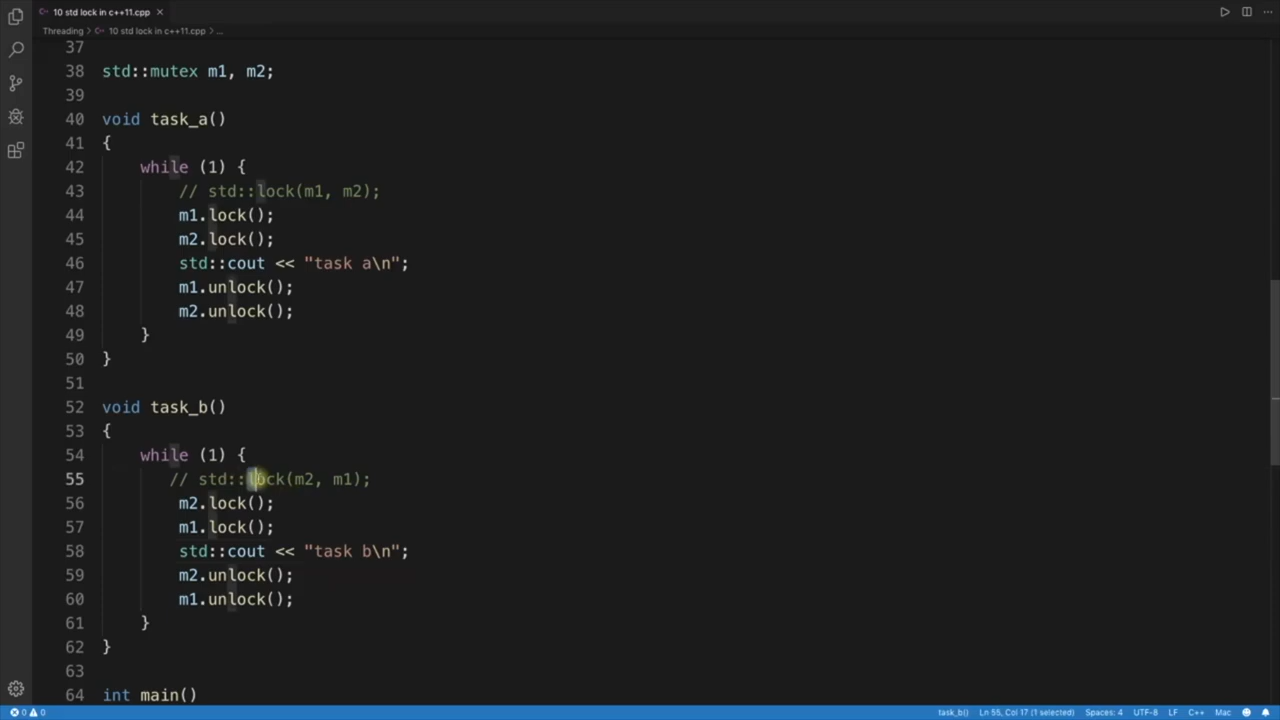 10 std lock in c++11.cpp ×
Threading > 10 std lock in c++11.cpp > ...
37
38 std::mutex m1, m2;
39
40 void task_a()
41 {
42 while (1) {
43 // std::lock(m1, m2);
44 m1.lock();
45 m2.lock();
46 std::cout << "task a\n";
47 m1.unlock();
48 m2.unlock();
49 }
50 }
51
52 void task_b()
53 {
54 while (1) {
55 // std::lock(m2, m1);
56 m2.lock();
57 m1.lock();
58 std::cout << "task b\n";
59 m2.unlock();
60 m1.unlock();
61 }
62 }
63
64 int main()
0 0 task_b() Ln 55, Col 17 (1 selected) Spaces: 4 UTF-8 LF C++ Mac